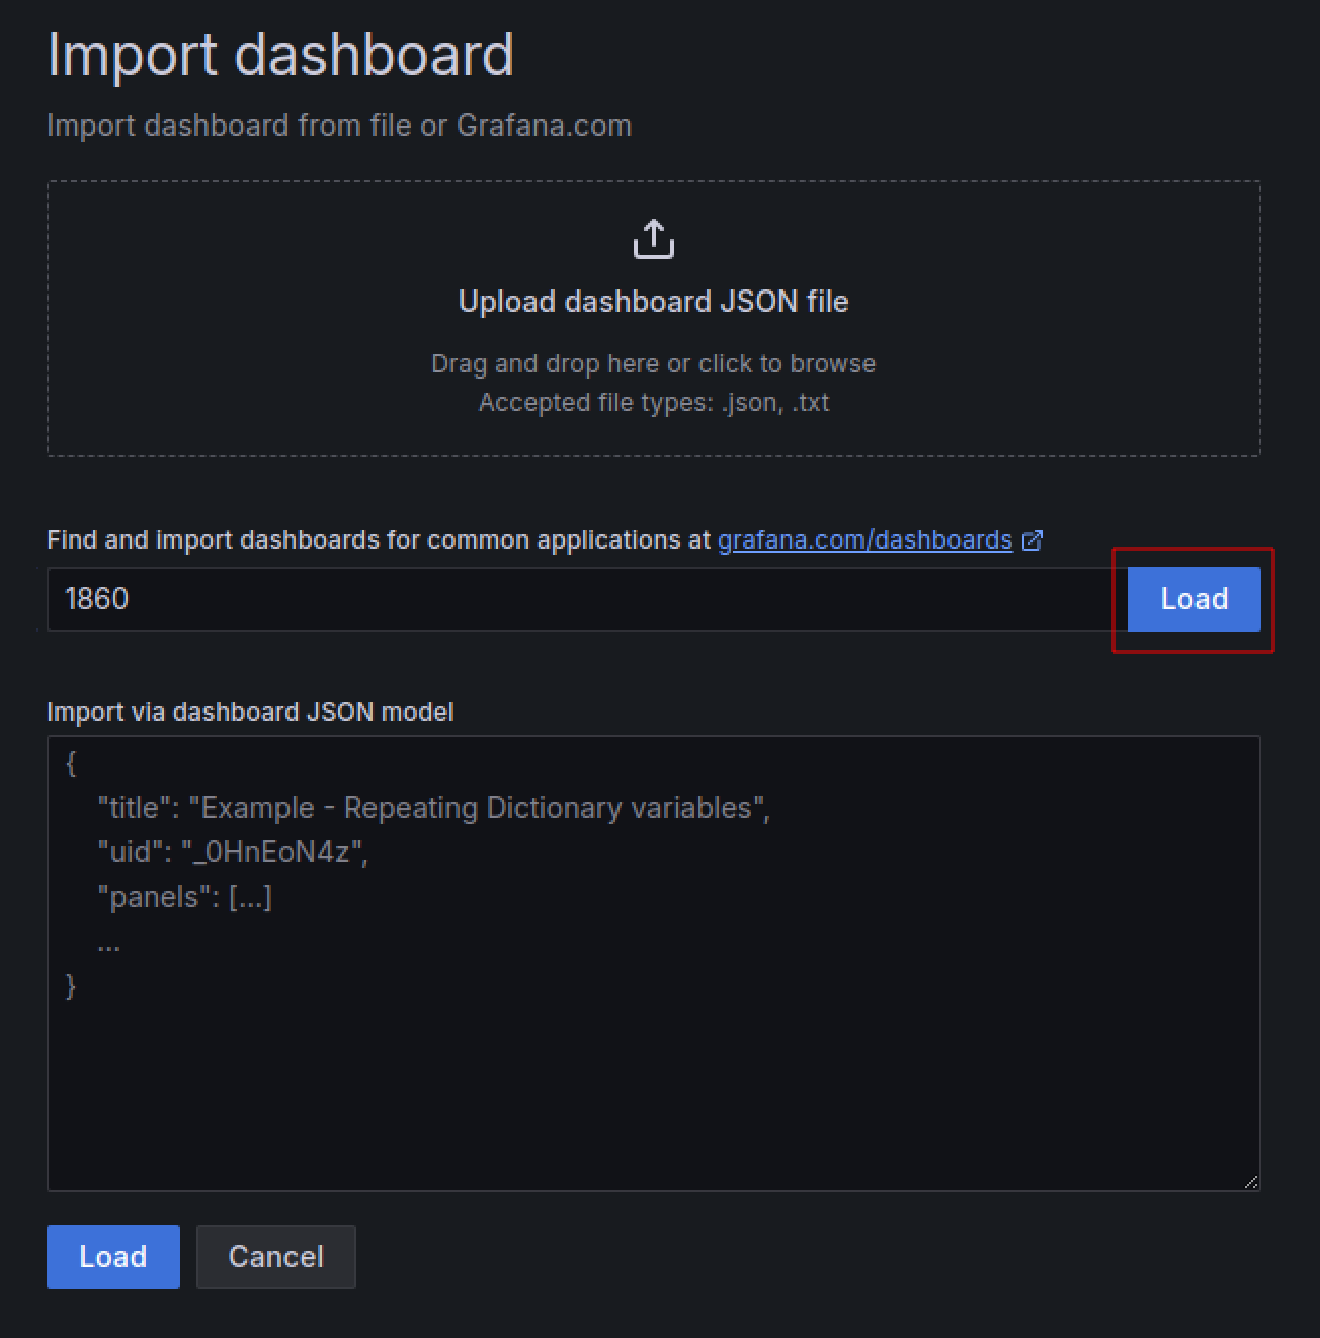 Import dashboard
Import dashboard from file or Grafana.com
Upload dashboard JSON file
Drag and drop here or click to browse
Accepted file types: .json, .txt
Find and import dashboards for common applications at grafana.com/dashboards
1860
Load
Import via dashboard JSON model
{
"title": "Example - Repeating Dictionary variables",
"uid": "_0HnEoN4z",
"panels": [...]
...
}
Load
Cancel